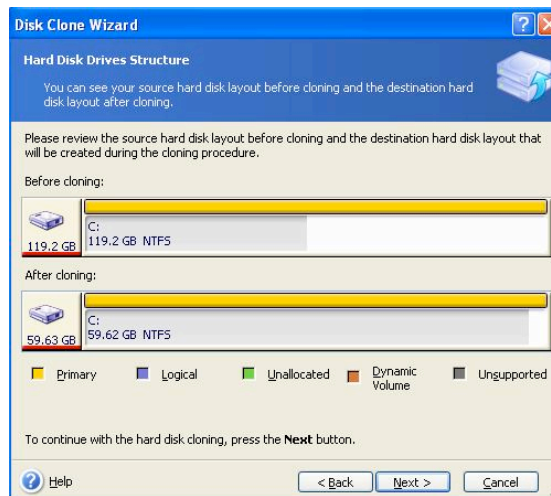 Disk Clone Wizard
Hard Disk Drives Structure
You can see your source hard disk layout before cloning and the destination hard
disk layout after cloning.
Please review the source hard disk layout before cloning and the destination hard disk layout that
will be created during the cloning procedure.
Before cloning:
119.2 GB
C:
119.2 GB NTFS
After cloning:
59.63 GB
C:
59.62 GB NTFS
Primary
Logical
Unallocated
Dynamic
Volume
Unsupported
To continue with the hard disk cloning, press the Next button.
Help
< Back
Next >
Cancel